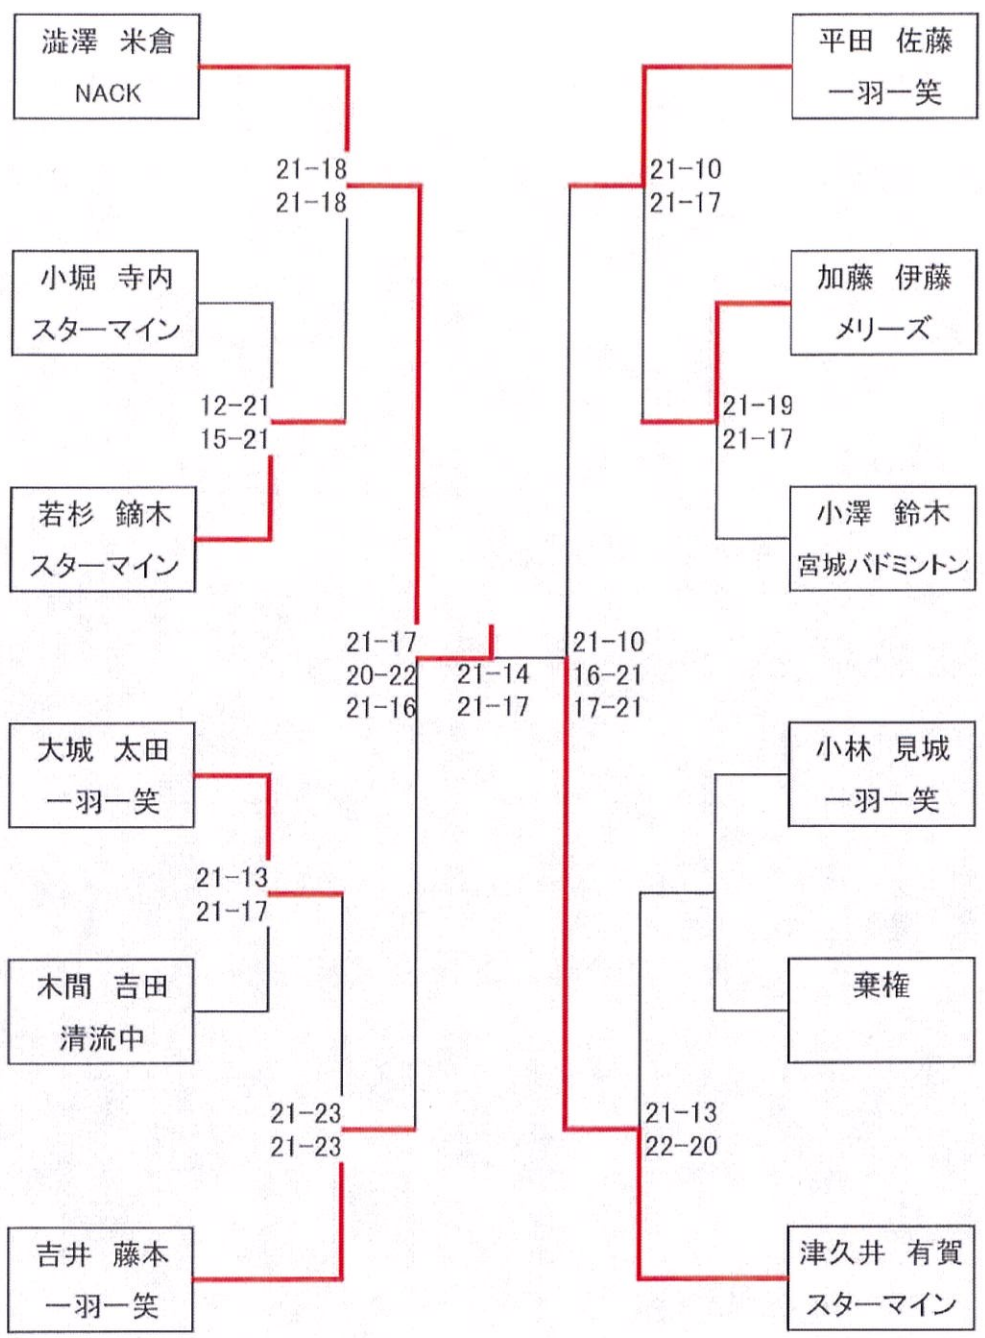 澁澤 米倉
NACK
21-18
21-18
小堀 寺内
スターマイン
12-21
15-21
若杉 鏑木
スターマイン
21-17
20-22
21-16
大城 太田
一羽一笑
21-13
21-17
木間 吉田
清流中
21-23
21-23
吉井 藤本
一羽一笑
21-14
21-17
平田 佐藤
一羽一笑
21-10
21-17
加藤 伊藤
メリーズ
21-19
21-17
小澤 鈴木
宮城バドミントン
21-10
16-21
17-21
小林 見城
一羽一笑
棄権
21-13
22-20
津久井 有賀
スターマイン